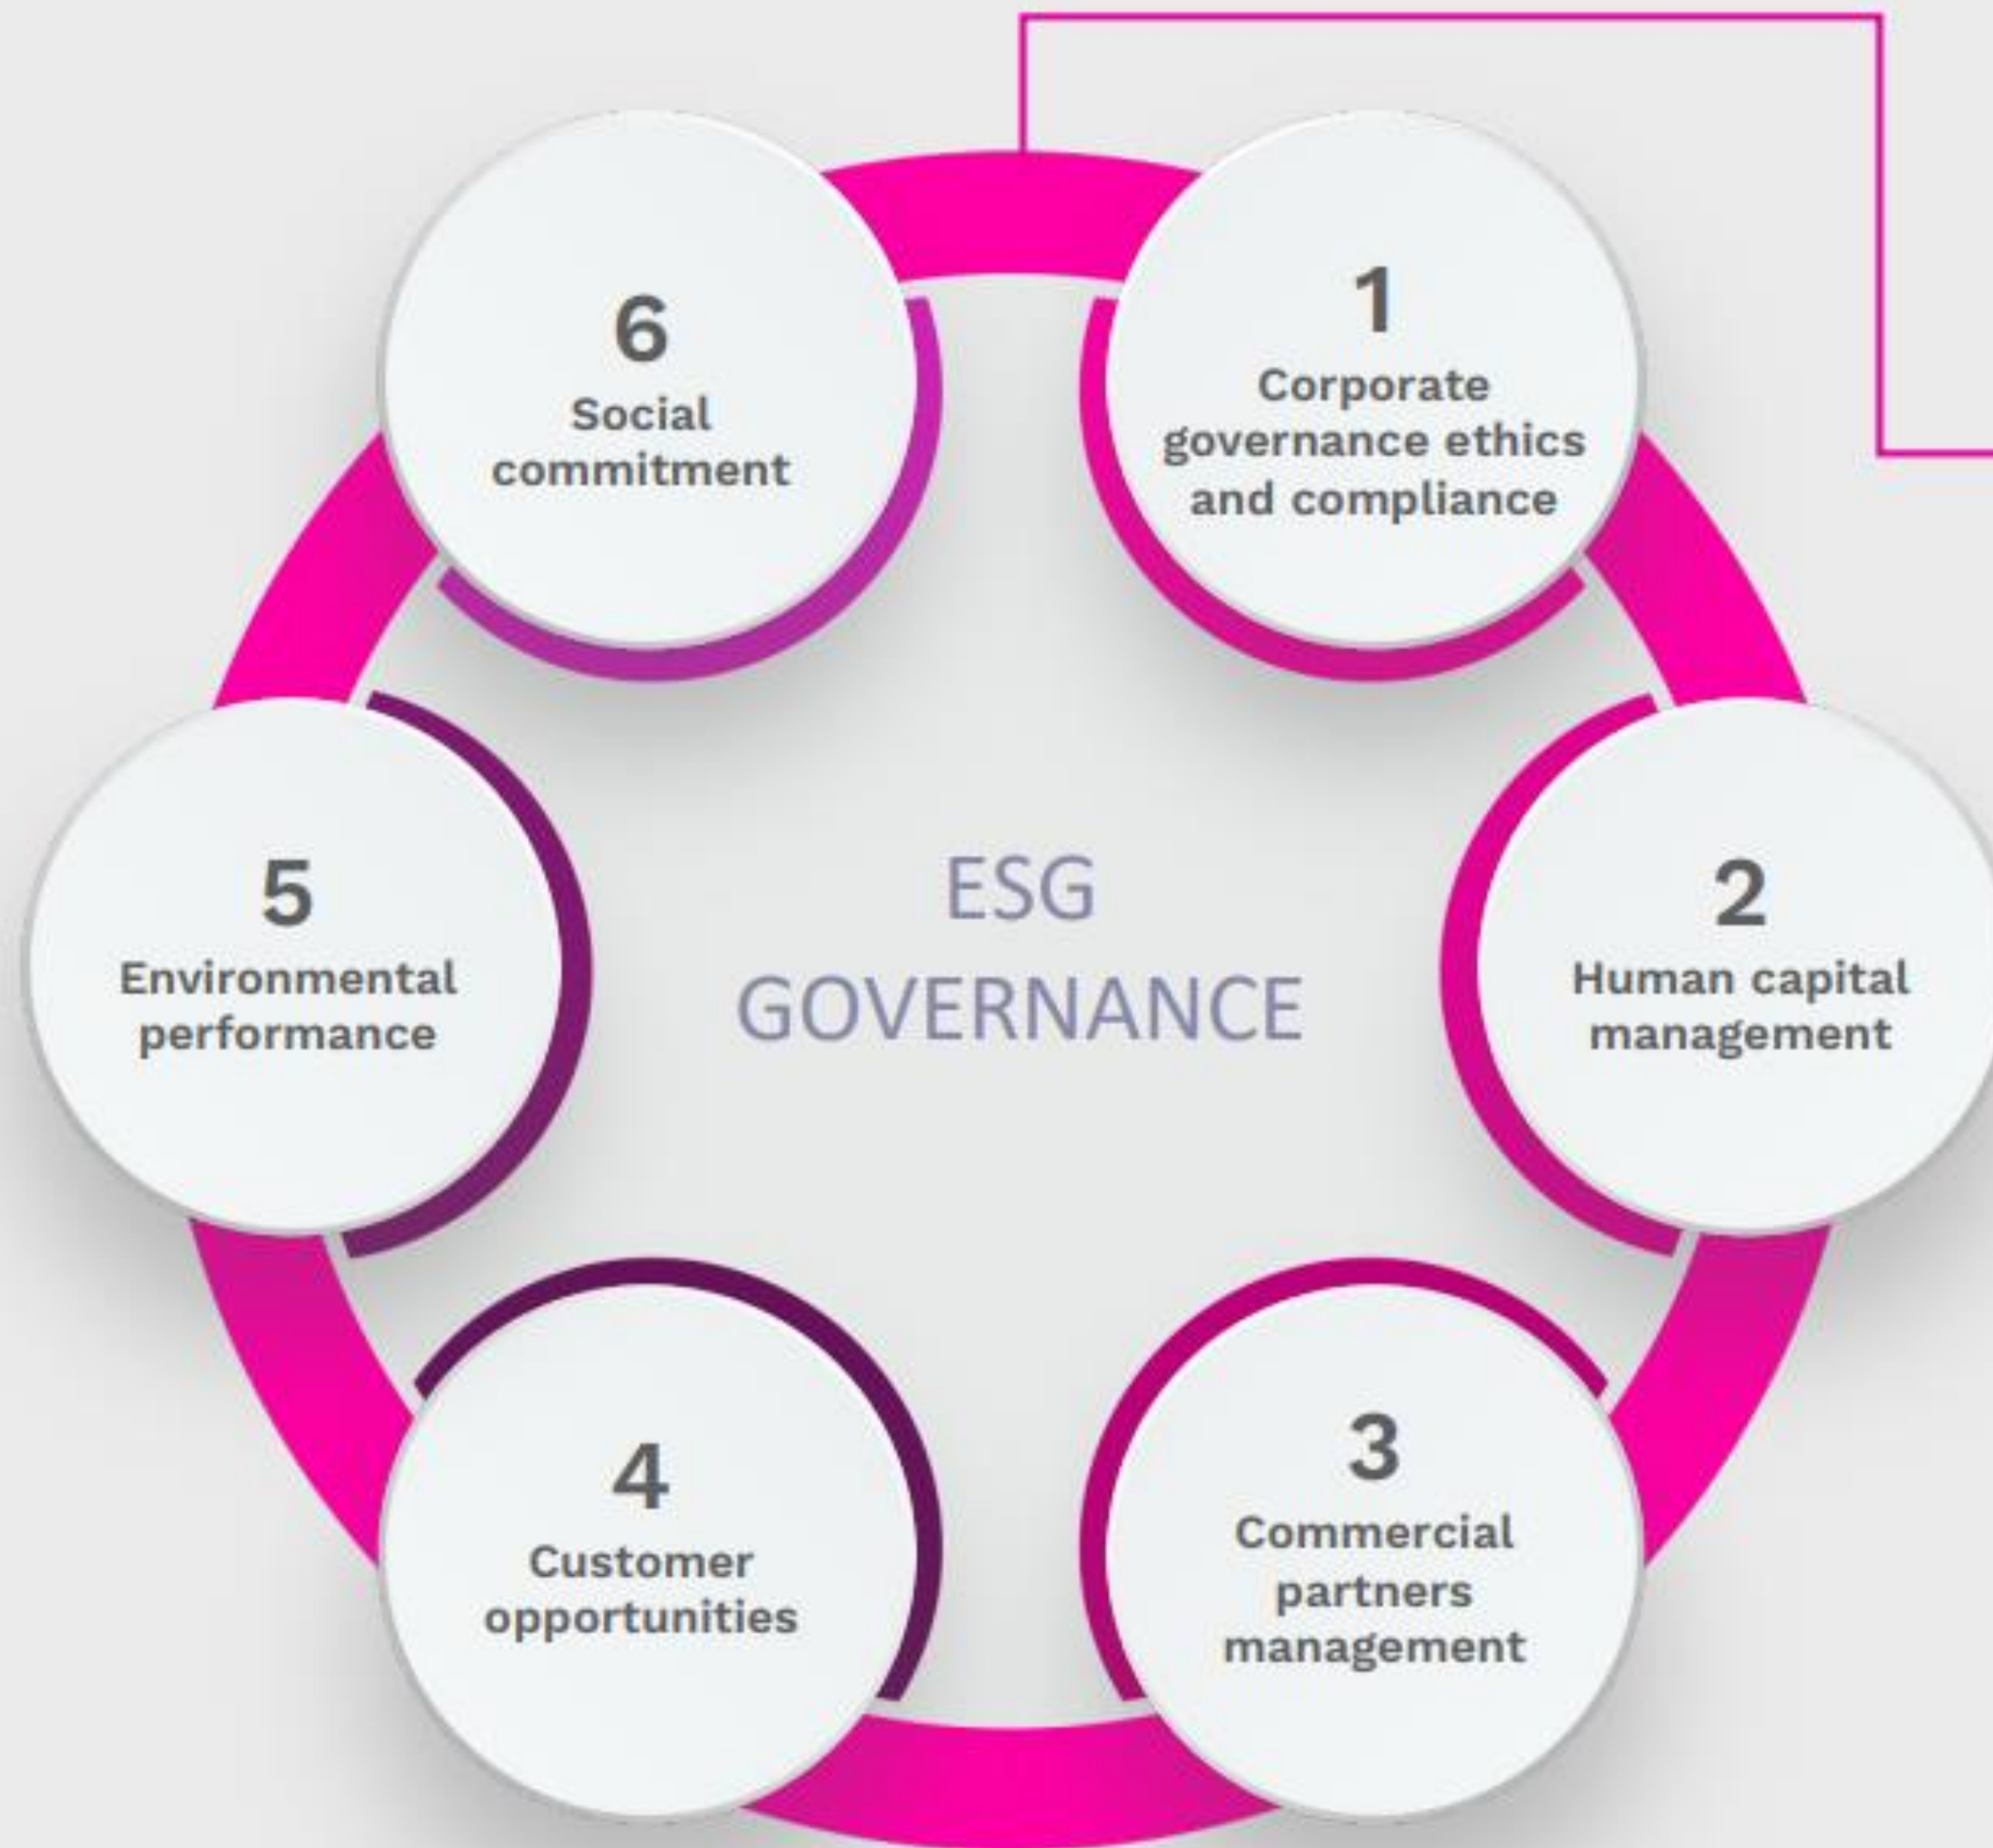 1
Corporate
governance ethics
and compliance
2
Human capital
management
3
Commercial
partners
management
4
Customer
opportunities
5
Environmental
performance
6
Social
commitment
ESG
GOVERNANCE